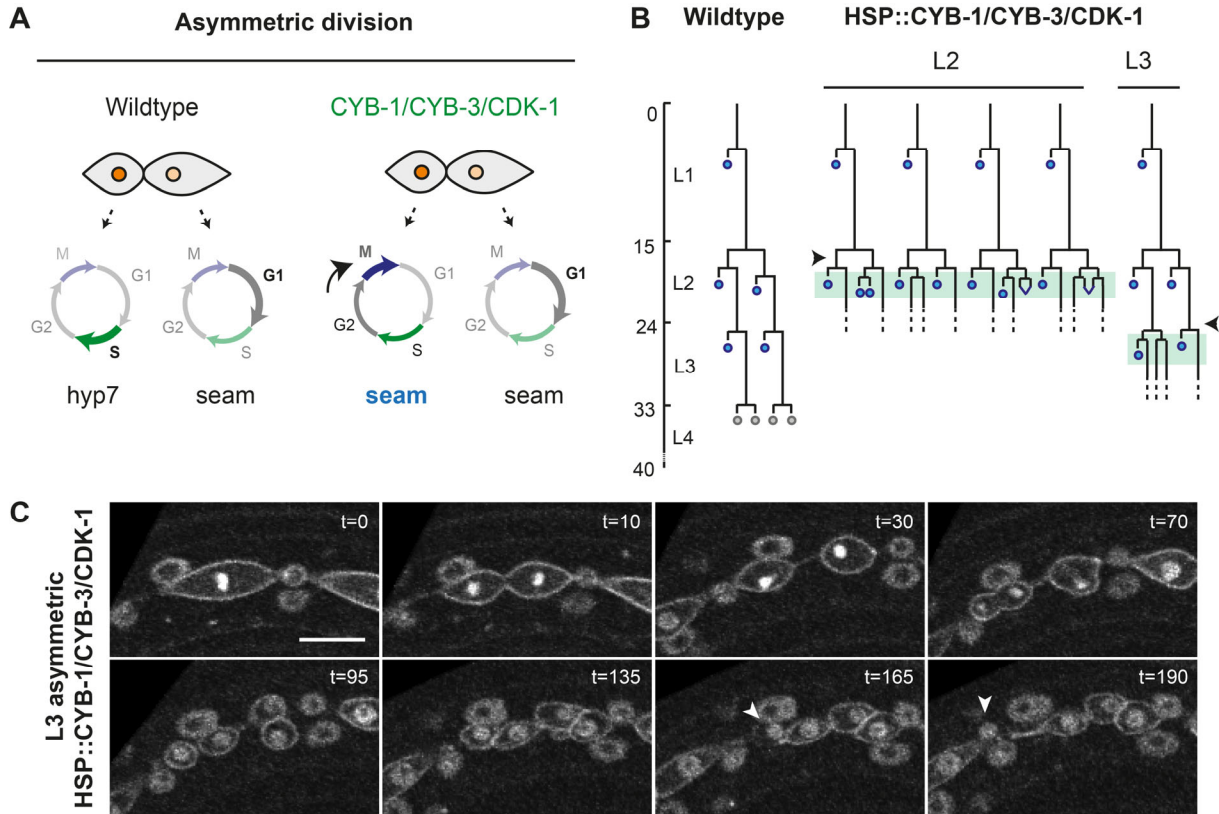 A
Asymmetric division
Wildtype
CYB-1/CYB-3/CDK-1
M
G1
G2
S
M
G1
G2
S
M
G1
G2
S
M
G1
G2
S
hyp7
seam
seam
seam
B
Wildtype
HSP::CYB-1/CYB-3/CDK-1
L2
L3
0
L1
15
L2
24
L3
33
L4
40
C
L3 asymmetric
HSP::CYB-1/CYB-3/CDK-1
t=0
t=10
t=30
t=70
t=95
t=135
t=165
t=190